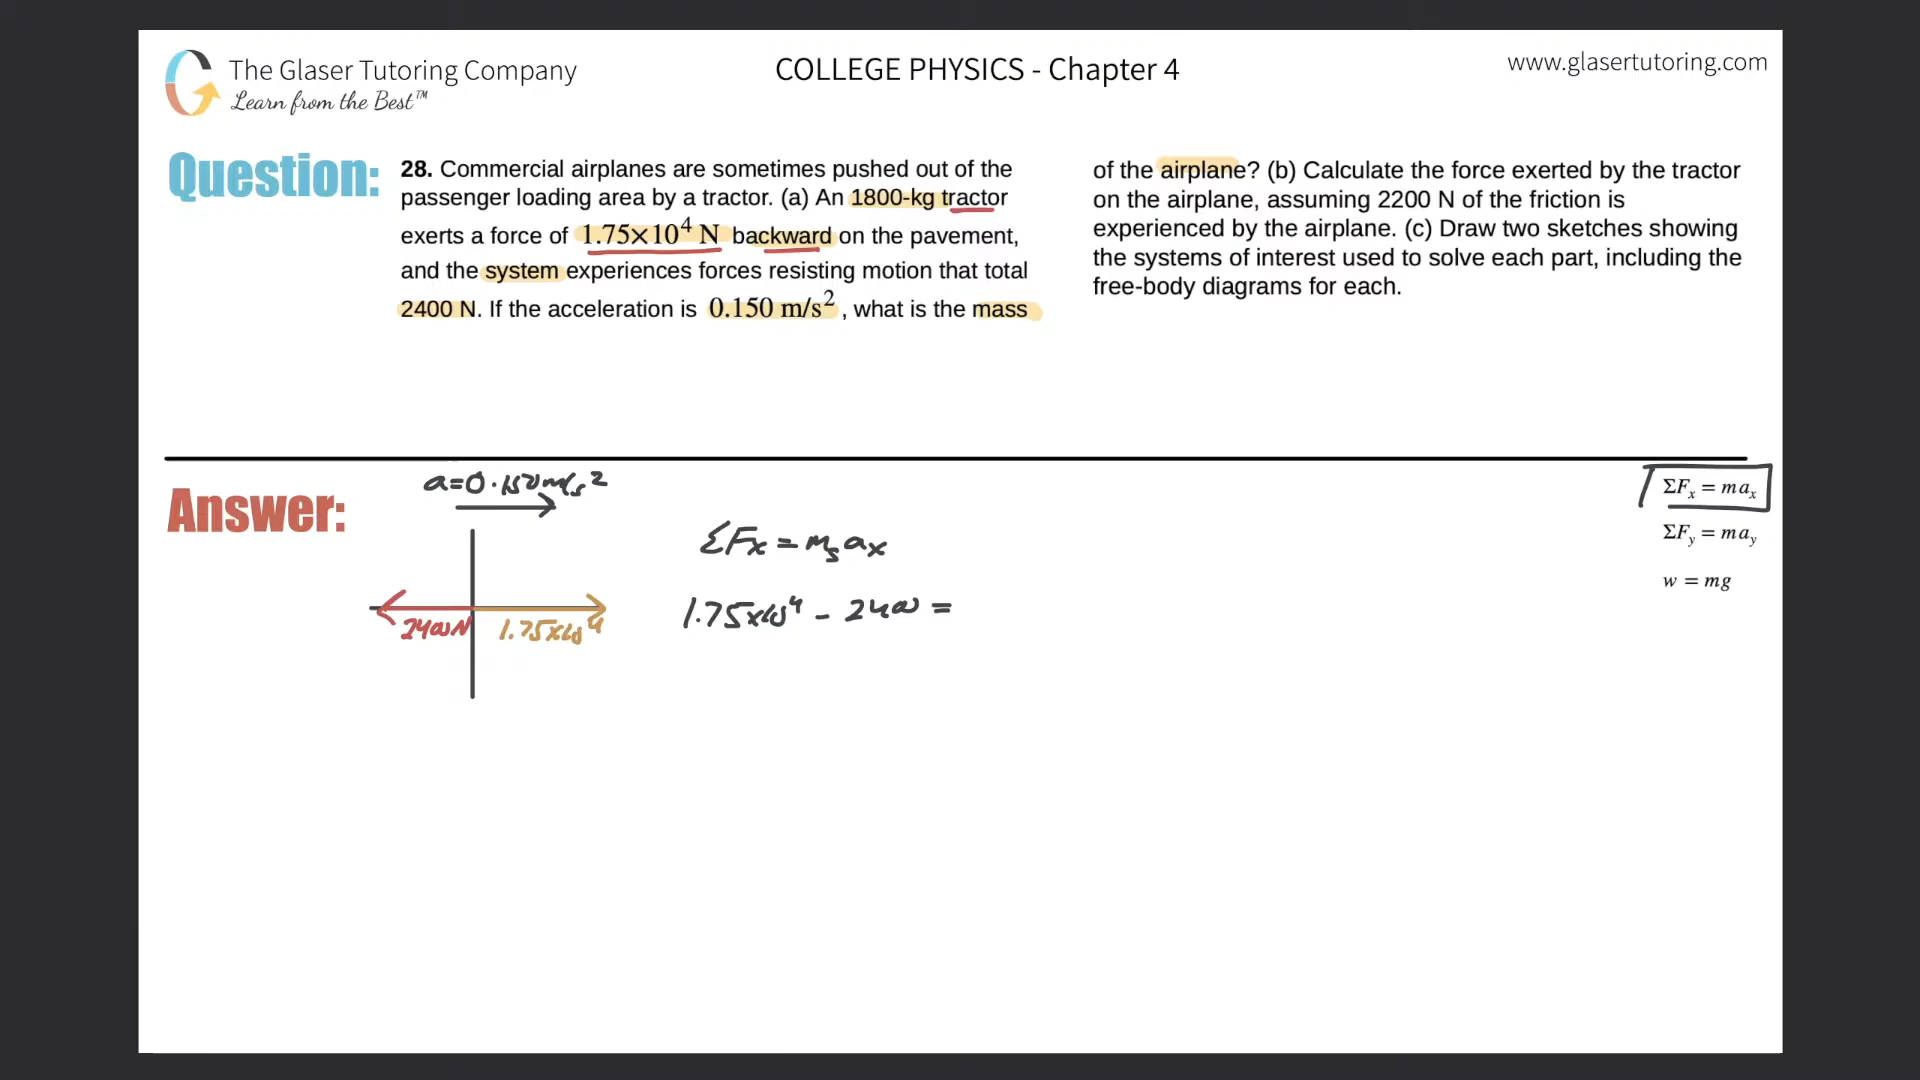 The Glaser Tutoring Company
Learn from the Best™
COLLEGE PHYSICS - Chapter 4
www.glasertutoring.com
Question:
28. Commercial airplanes are sometimes pushed out of the
passenger loading area by a tractor. (a) An 1800-kg tractor
exerts a force of 1.75×10⁴ N backward on the pavement,
and the system experiences forces resisting motion that total
2400 N. If the acceleration is 0.150 m/s², what is the mass
of the airplane? (b) Calculate the force exerted by the tractor
on the airplane, assuming 2200 N of the friction is
experienced by the airplane. (c) Draw two sketches showing
the systems of interest used to solve each part, including the
free-body diagrams for each.
Answer:
a=0.150m/s²
2400N
1.75x10⁴
ΣFx = msax
1.75x10⁴ - 2400 =
ΣFx = max
ΣFy = may
w = mg